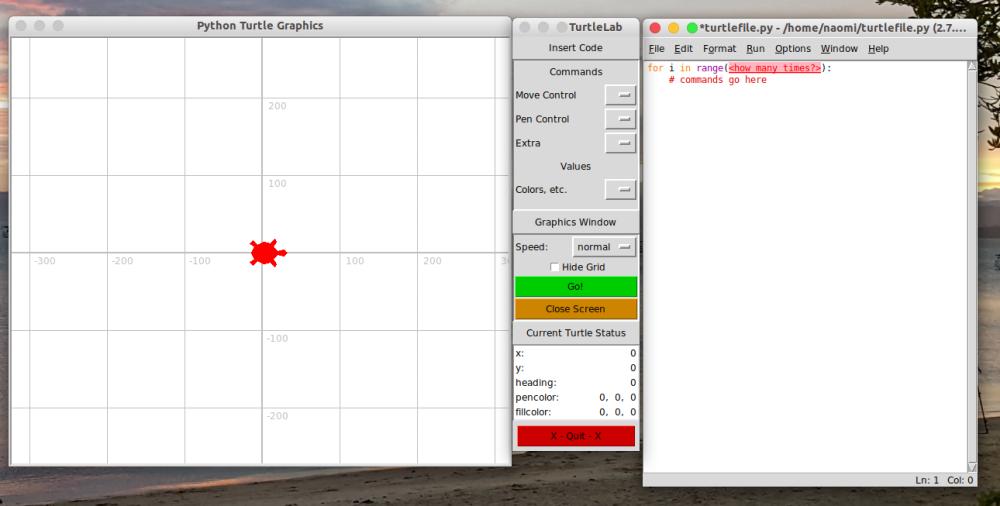 Python Turtle Graphics
200
100
-300 -200 -100 100 200
-100
-200
TurtleLab
Insert Code
Commands
Move Control
Pen Control
Extra
Values
Colors, etc.
Graphics Window
Speed: normal
Hide Grid
Go!
Close Screen
Current Turtle Status
x: 0
y: 0
heading: 0
pencolor: 0, 0, 0
fillcolor: 0, 0, 0
X - Quit - X
*turtlefile.py - /home/naomi/turtlefile.py (2.7....
File Edit Format Run Options Window Help
for i in range(<how many times?>):
# commands go here
Ln: 1 Col: 0